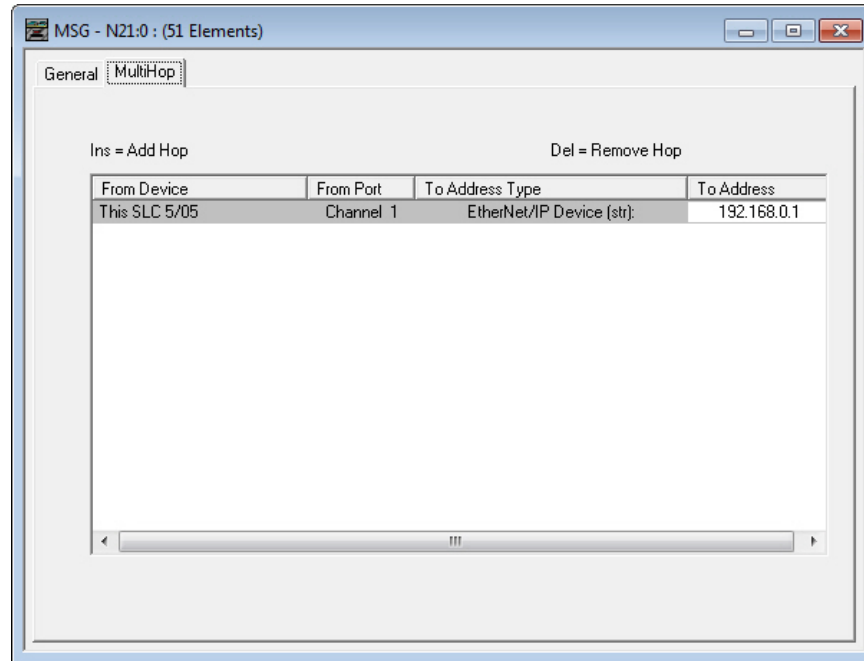 MSG - N21:0 : (51 Elements)
General MultiHop
Ins = Add Hop Del = Remove Hop
From Device From Port To Address Type To Address
This SLC 5/05 Channel 1 EtherNet/IP Device (str): 192.168.0.1